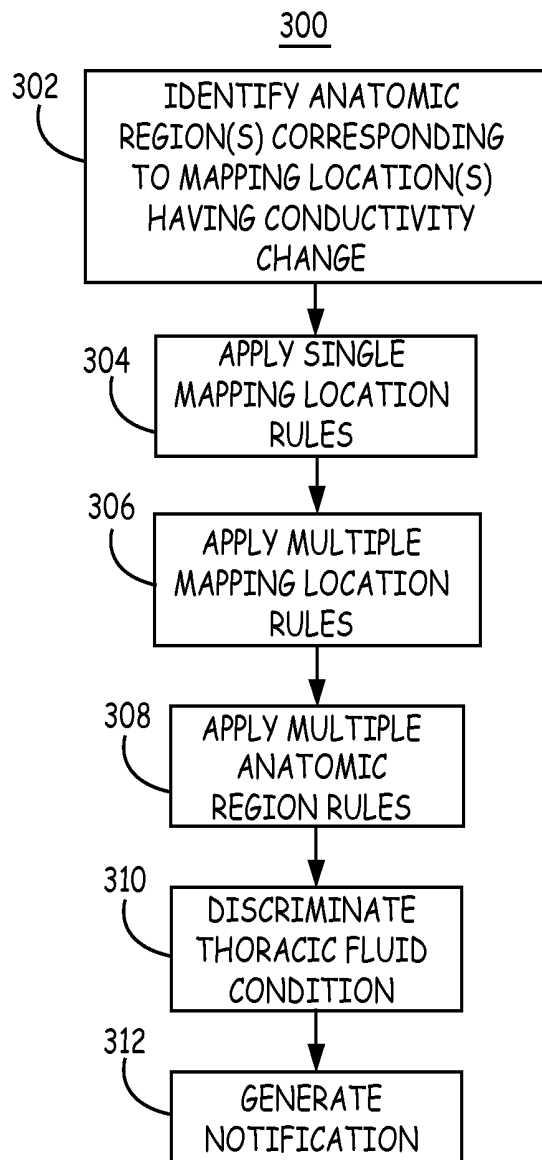 300
302
IDENTIFY ANATOMIC
REGION(S) CORRESPONDING
TO MAPPING LOCATION(S)
HAVING CONDUCTIVITY
CHANGE
304
APPLY SINGLE
MAPPING LOCATION
RULES
306
APPLY MULTIPLE
MAPPING LOCATION
RULES
308
APPLY MULTIPLE
ANATOMIC
REGION RULES
310
DISCRIMINATE
THORACIC FLUID
CONDITION
312
GENERATE
NOTIFICATION